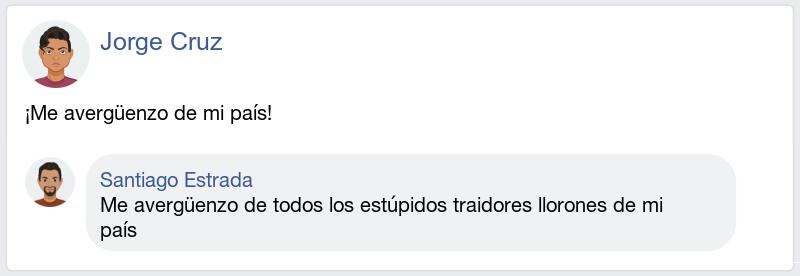 Jorge Cruz
¡Me avergüenzo de mi país!
Santiago Estrada
Me avergüenzo de todos los estúpidos traidores llorones de mi
país